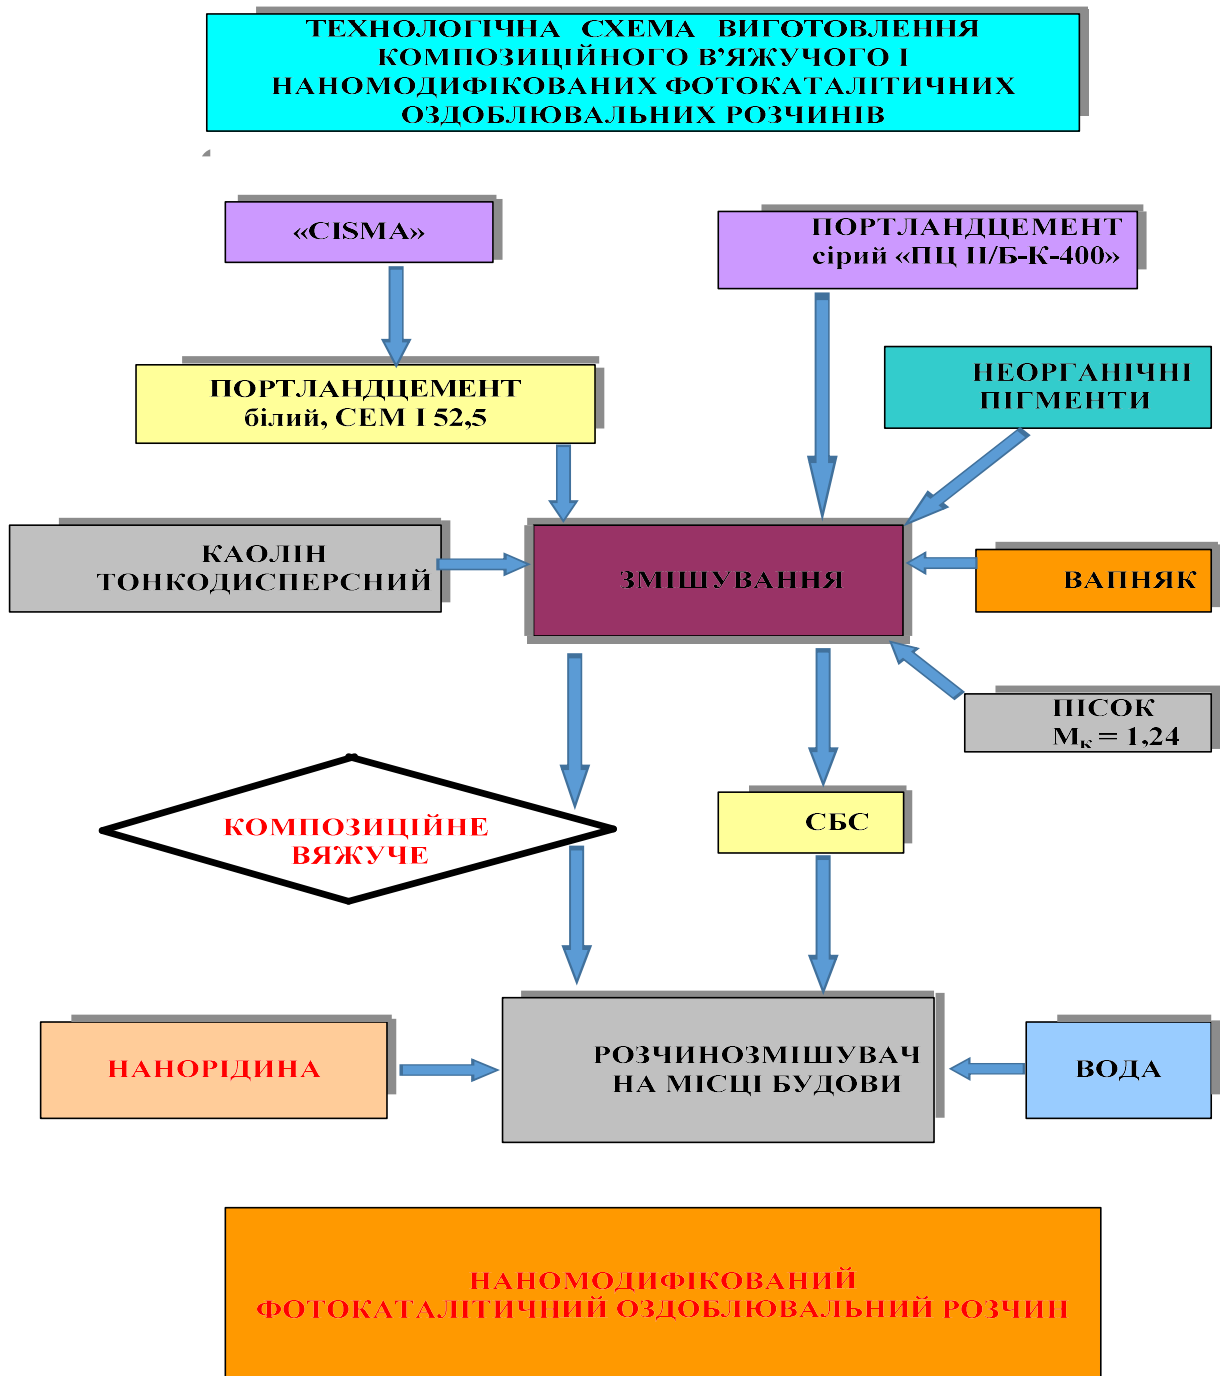 ТЕХНОЛОГІЧНА СХЕМА ВИГОТОВЛЕННЯ
КОМПОЗИЦІЙНОГО В’ЯЖУЧОГО І
НАНОМОДИФІКОВАНИХ ФОТОКАТАЛІТИЧНИХ
ОЗДОБЛЮВАЛЬНИХ РОЗЧИНІВ
«CISMA»
ПОРТЛАНДЦЕМЕНТ
сірий «ПЦ II/Б-К-400»
ПОРТЛАНДЦЕМЕНТ
білий, СЕМ І 52,5
НЕОРГАНІЧНІ
ПІГМЕНТИ
КАОЛІН
ТОНКОДИСПЕРСНИЙ
ЗМІШУВАННЯ
ВАПНЯК
ПІСОК
Мк = 1,24
КОМПОЗИЦІЙНЕ
ВЯЖУЧЕ
СБС
НАНОРІДИНА
РОЗЧИНОЗМІШУВАЧ
НА МІСЦІ БУДОВИ
ВОДА
НАНОМОДИФІКОВАНИЙ
ФОТОКАТАЛІТИЧНИЙ ОЗДОБЛЮВАЛЬНИЙ РОЗЧИН